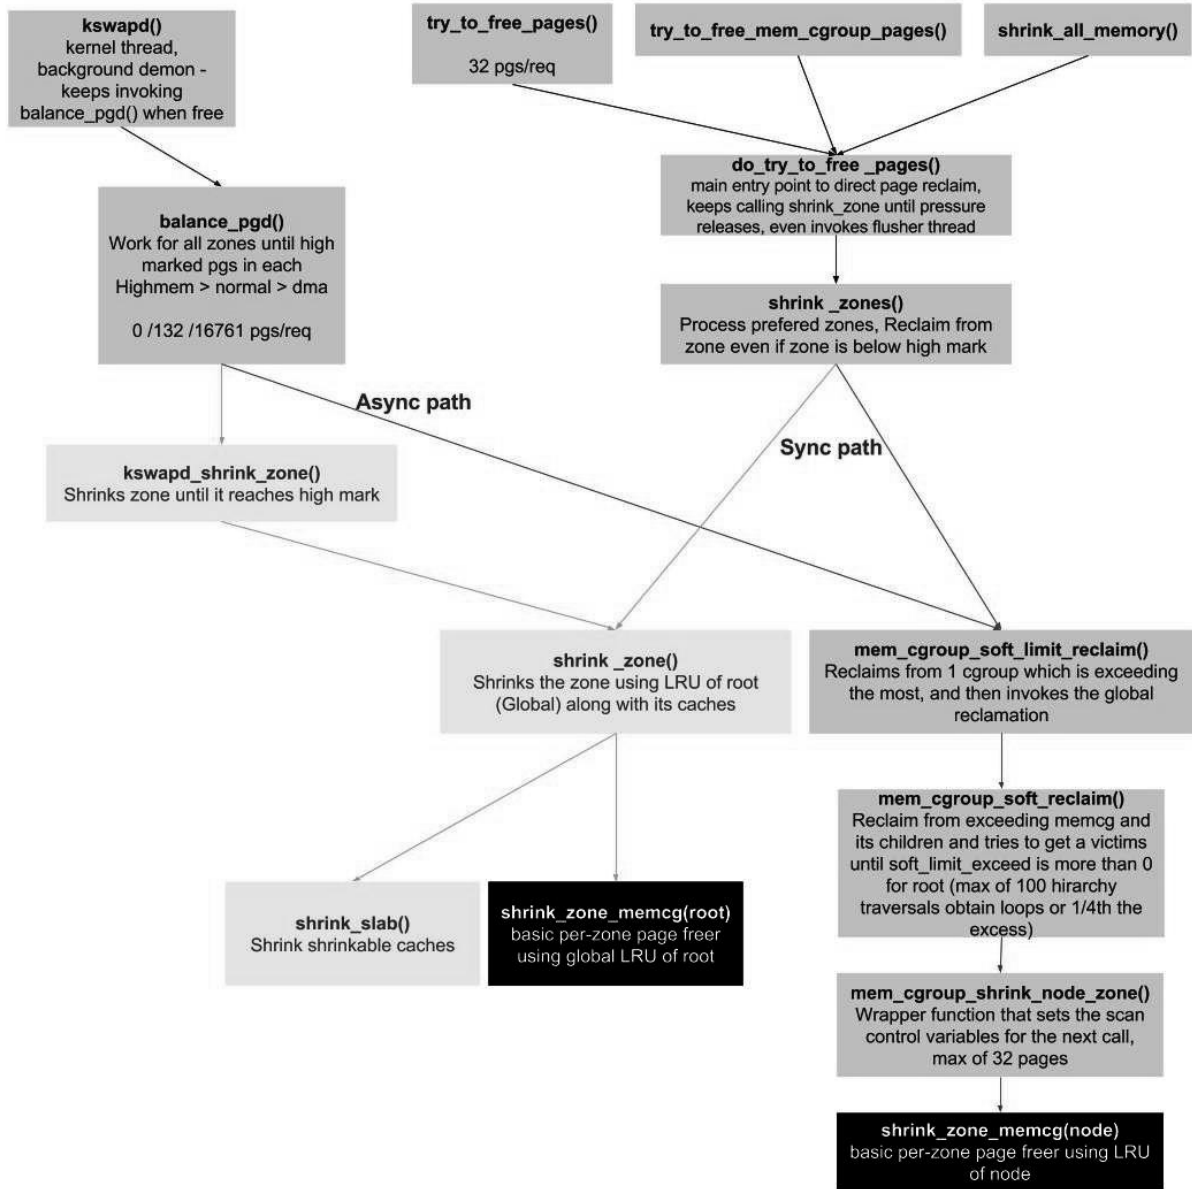 kswapd()
kernel thread,
background demon -
keeps invoking
balance_pgd() when free
try_to_free_pages()
32 pgs/req
try_to_free_mem_cgroup_pages()
shrink_all_memory()
do_try_to_free _pages()
main entry point to direct page reclaim,
keeps calling shrink_zone until pressure
releases, even invokes flusher thread
balance_pgd()
Work for all zones until high
marked pgs in each
Highmem > normal > dma
0 /132 /16761 pgs/req
shrink _zones()
Process prefered zones, Reclaim from
zone even if zone is below high mark
Async path
Sync path
kswapd_shrink_zone()
Shrinks zone until it reaches high mark
shrink _zone()
Shrinks the zone using LRU of root
(Global) along with its caches
mem_cgroup_soft_limit_reclaim()
Reclaims from 1 cgroup which is exceeding
the most, and then invokes the global
reclamation
mem_cgroup_soft_reclaim()
Reclaim from exceeding memcg and
its children and tries to get a victims
until soft_limit_exceed is more than 0
for root (max of 100 hirarchy
traversals obtain loops or 1/4th the
excess)
shrink_slab()
Shrink shrinkable caches
shrink_zone_memcg(root)
basic per-zone page freer
using global LRU of root
mem_cgroup_shrink_node_zone()
Wrapper function that sets the scan
control variables for the next call,
max of 32 pages
shrink_zone_memcg(node)
basic per-zone page freer using LRU
of node